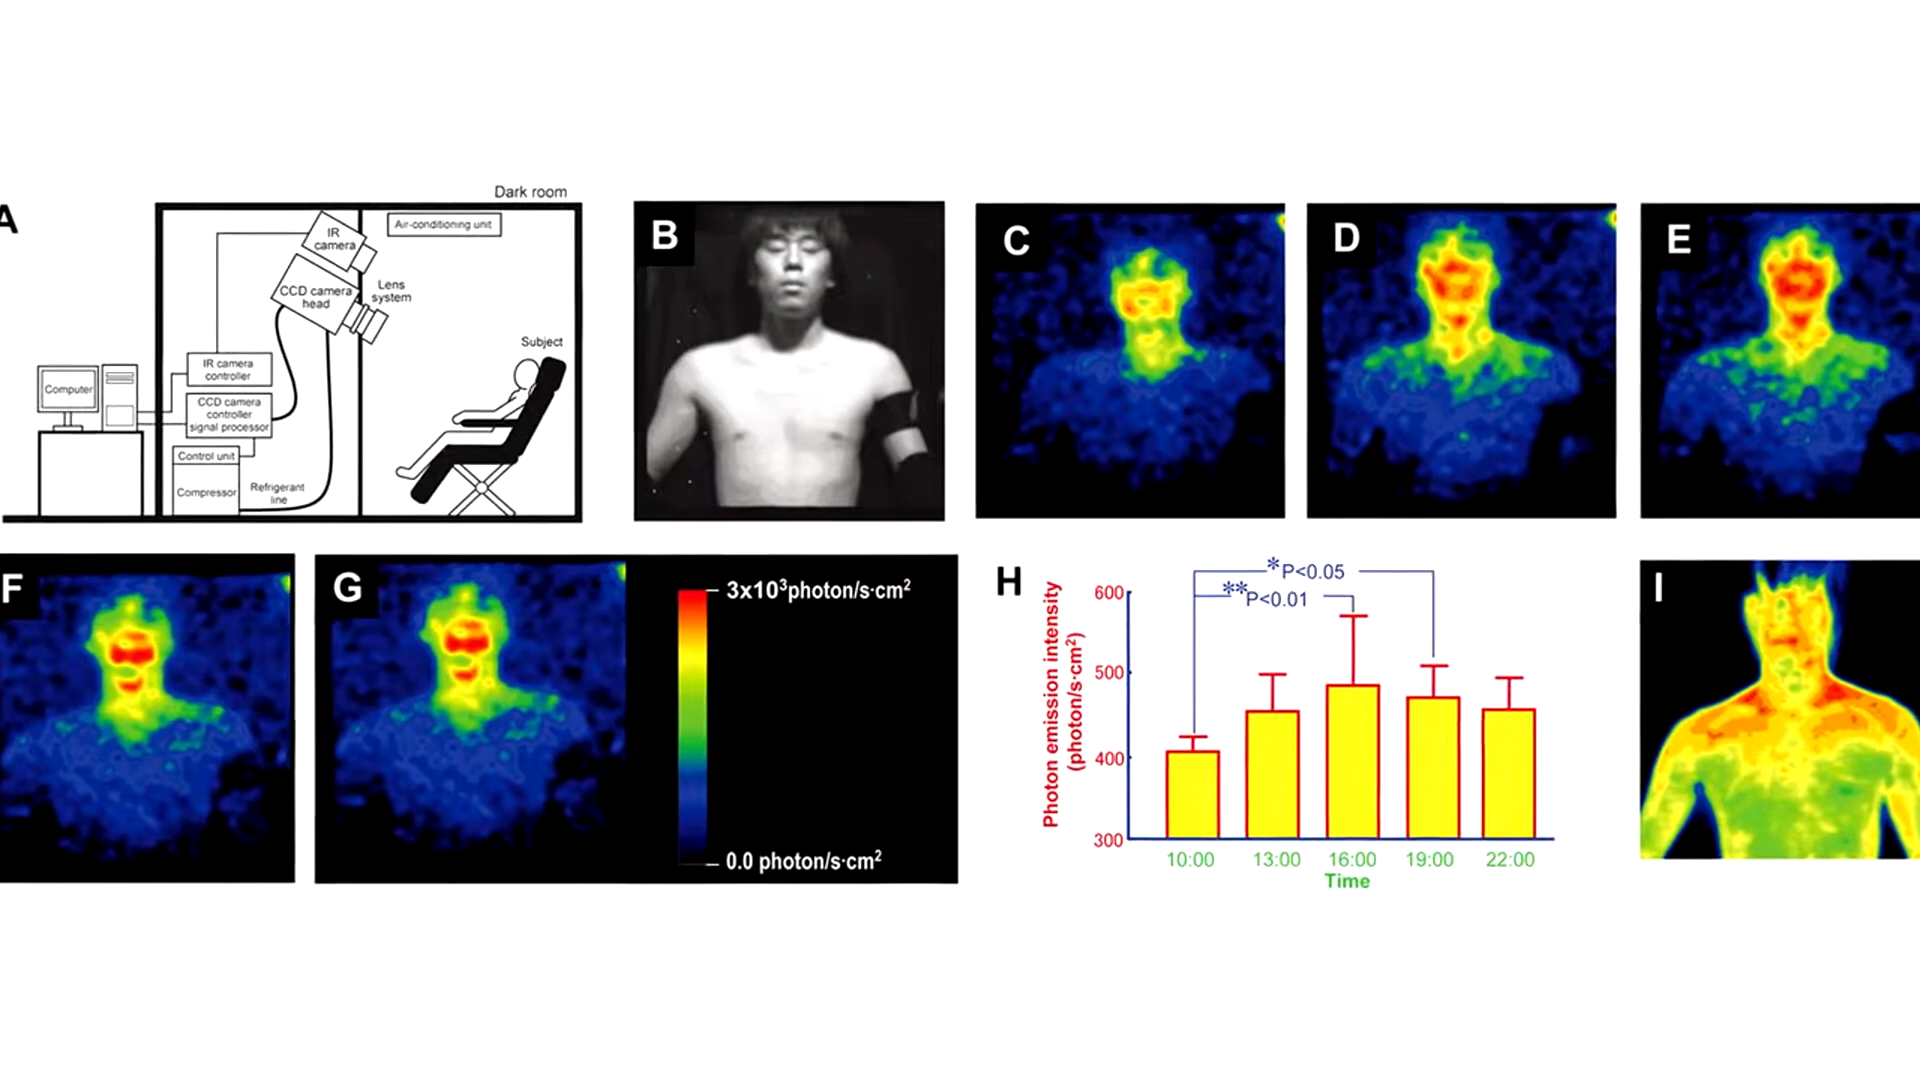 A
Dark room
Air-conditioning unit
IR
camera
CCD camera
head
Lens
system
Subject
IR camera
controller
Computer
CCD camera
controller
signal processor
Control unit
Compressor
Refrigerant
line
B
C
D
E
F
G
3x10³photon/s·cm²
0.0 photon/s·cm²
H
*P<0.05
**P<0.01
Photon emission intensity
(photon/s·cm²)
600
500
400
300
10:00 13:00 16:00 19:00 22:00
Time
I